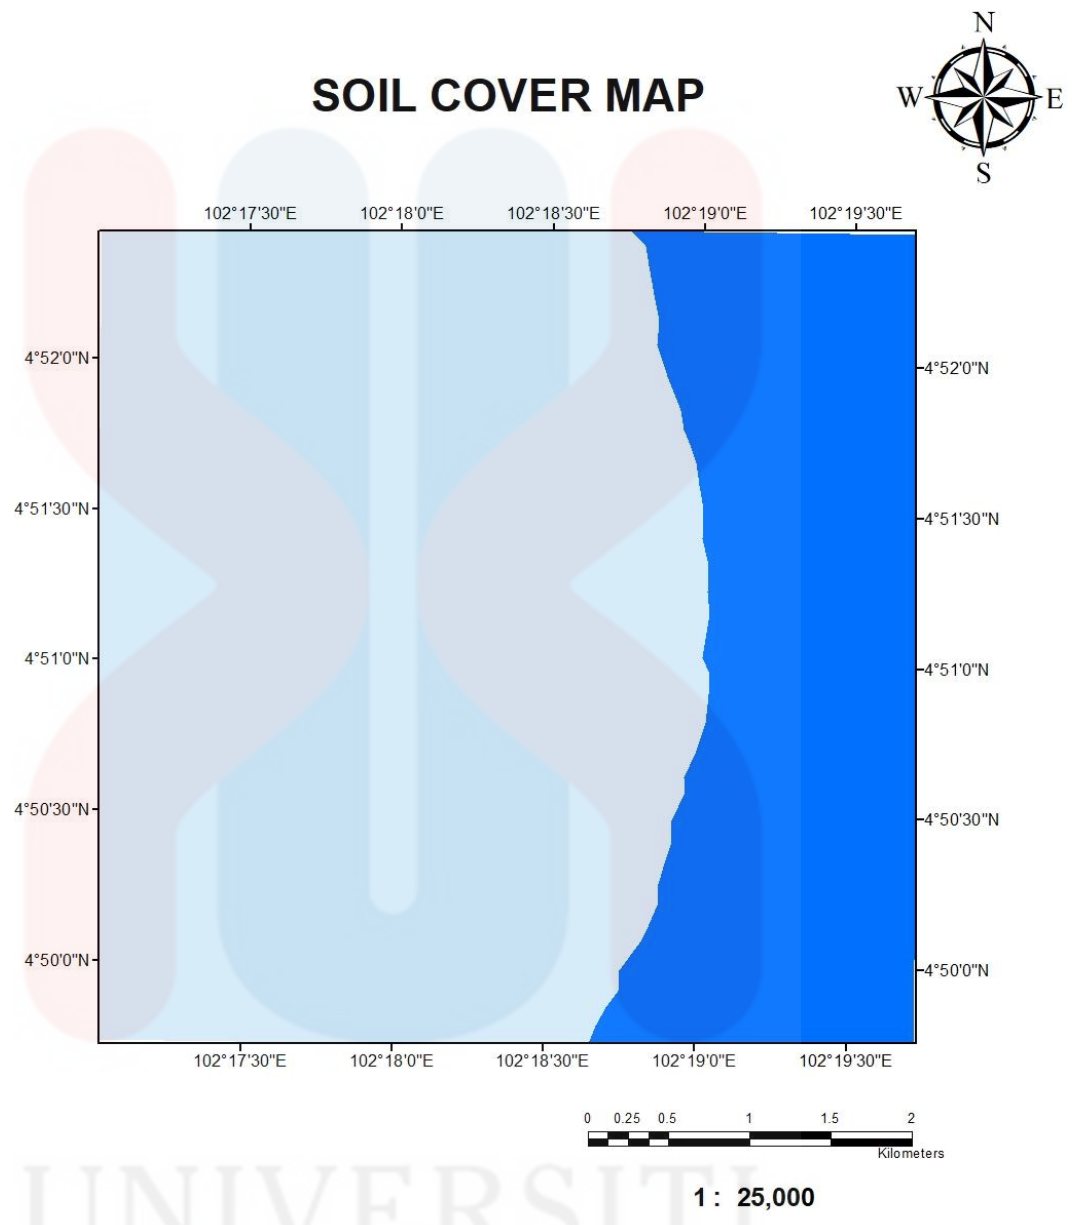 N
SOIL COVER MAP
W E
S
102°17'30"E 102°18'0"E 102°18'30"E 102°19'0"E 102°19'30"E
4°52'0"N 4°52'0"N
4°51'30"N 4°51'30"N
4°51'0"N 4°51'0"N
4°50'30"N 4°50'30"N
4°50'0"N 4°50'0"N
102°17'30"E 102°18'0"E 102°18'30"E 102°19'0"E 102°19'30"E
0 0.25 0.5 1 1.5 2
Kilometers
UNIVERSITI
1 : 25,000